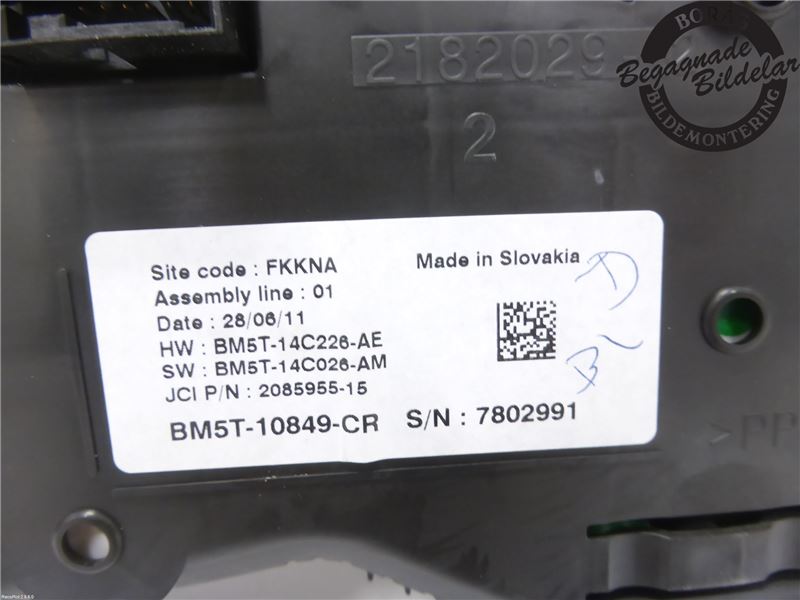 2182029
2
BORÅS
Begagnade
Bildelar
BILDEMONTERING
Site code : FKKNA
Made in Slovakia
Assembly line : 01
Date : 28/06/11
HW : BM5T-14C226-AE
SW : BM5T-14C026-AM
JCI P/N : 2085955-15
BM5T-10849-CR S/N : 7802991
>PP